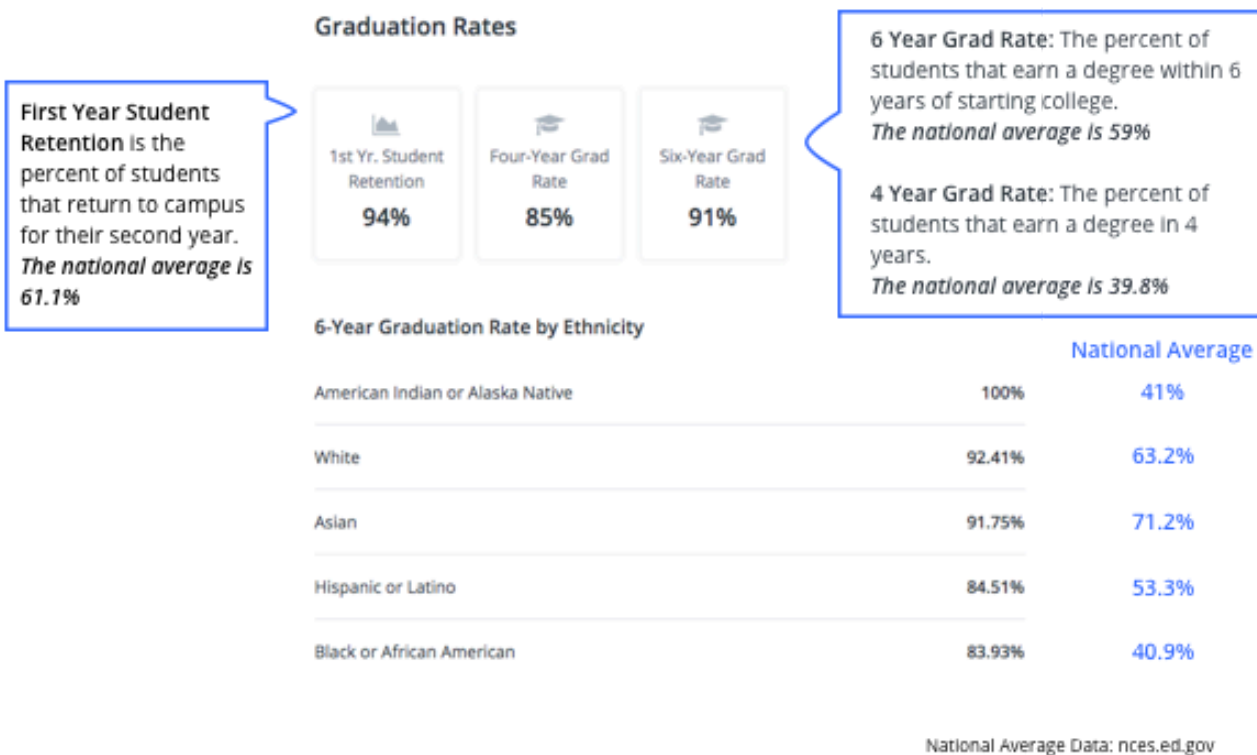 Graduation Rates
First Year Student
Retention is the
percent of students
that return to campus
for their second year.
The national average is
61.1%
1st Yr. Student
Retention
94%
Four-Year Grad
Rate
85%
Six-Year Grad
Rate
91%
6 Year Grad Rate: The percent of
students that earn a degree within 6
years of starting college.
The national average is 59%
4 Year Grad Rate: The percent of
students that earn a degree in 4
years.
The national average is 39.8%
6-Year Graduation Rate by Ethnicity
National Average
American Indian or Alaska Native 100% 41%
White 92.41% 63.2%
Asian 91.75% 71.2%
Hispanic or Latino 84.51% 53.3%
Black or African American 83.93% 40.9%
National Average Data: nces.ed.gov